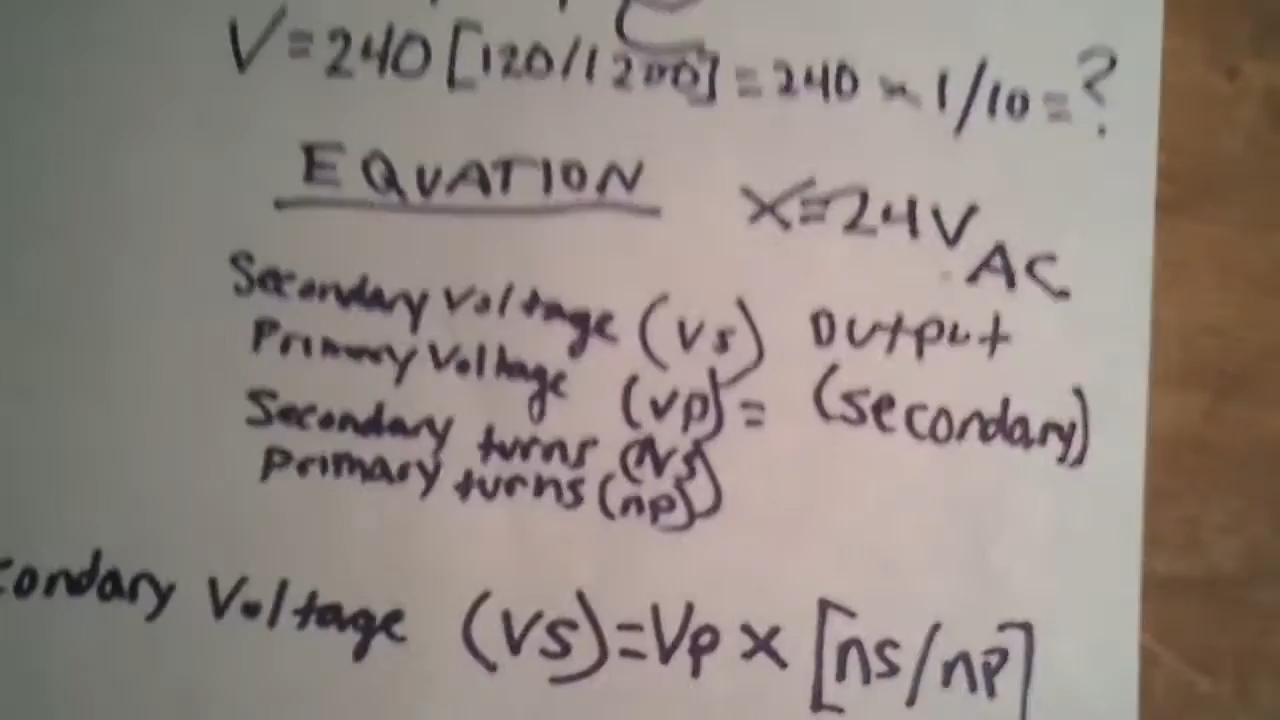 V=240[120/1200]=240 x 1/10=?
EQUATION
X=24V AC
Secondary Voltage (Vs) Output
Primary Voltage (Vp)= (secondary)
Secondary turns (Ns)
Primary turns (np)
condary Voltage (Vs)=Vp x [ns/np]